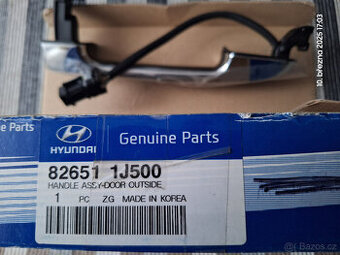 10. března 2025 17:03
HYUNDAI
Genuine Parts
82651 1J500
HANDLE ASSY-DOOR OUTSIDE
1 PC ZG MADE IN KOREA
Bazos.cz